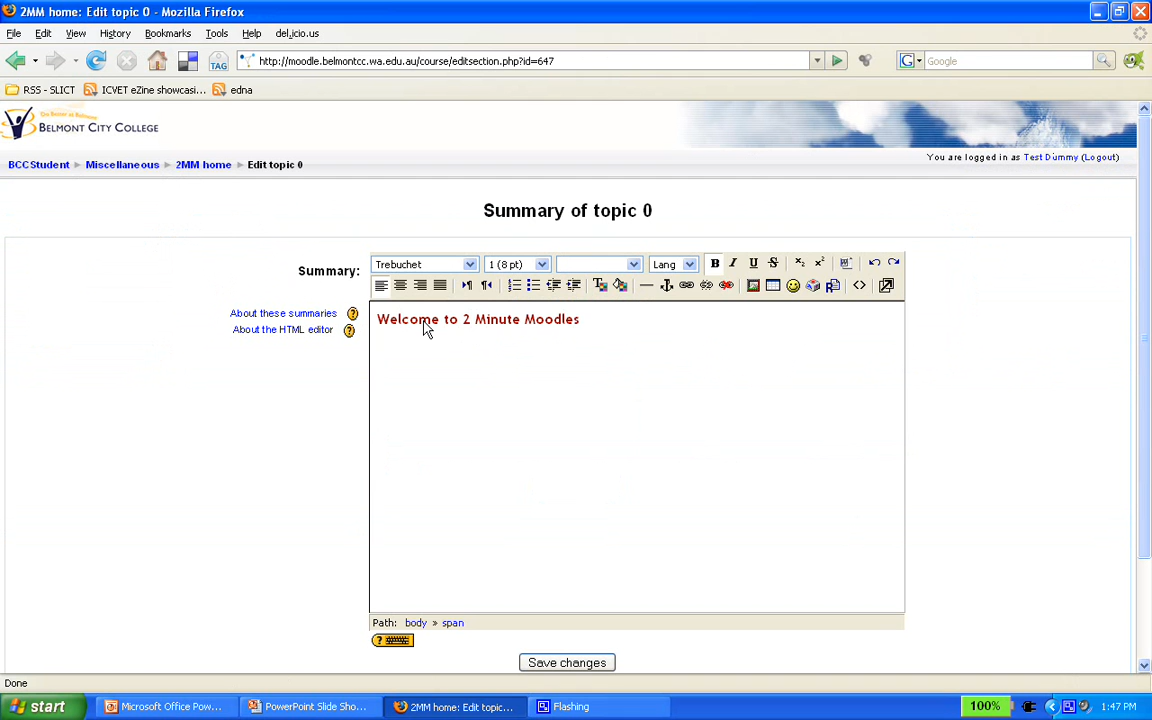 2MM home: Edit topic 0 - Mozilla Firefox
File Edit View History Bookmarks Tools Help del.icio.us
TAG http://moodle.belmontcc.wa.edu.au/course/editsection.php?id=647 G Google
RSS - SLICT ICVET eZine showcasi... edna
BELMONT CITY COLLEGE
BCCStudent ► Miscellaneous ► 2MM home ► Edit topic 0
You are logged in as Test Dummy (Logout)
Summary of topic 0
Summary:
Trebuchet 1 (8 pt) Lang B I U S
About these summaries ?
About the HTML editor ?
Welcome to 2 Minute Moodles
Path: body » span
?
Save changes
Done
start Microsoft Office Pow... PowerPoint Slide Sho... 2MM home: Edit topic... Flashing 100% 1:47 PM